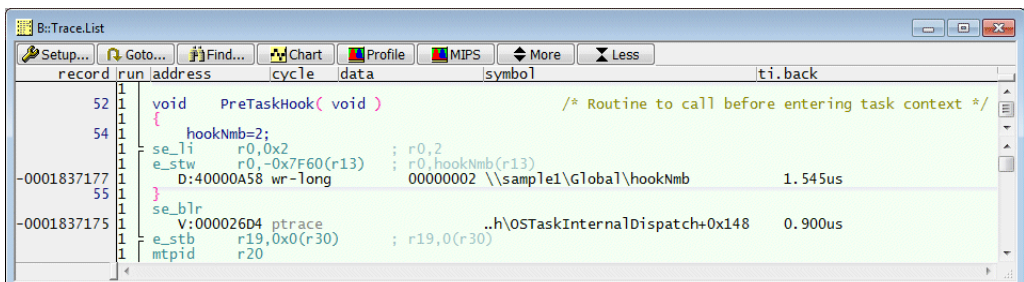 B::Trace.List
Setup... Goto... Find... Chart Profile MIPS More Less
record run address cycle data symbol ti.back
1
52 1 void PreTaskHook( void ) /* Routine to call before entering task context */
1 {
54 1 hookNmb=2;
1 se_li r0,0x2 ; r0,2
1 e_stw r0,-0x7F60(r13) ; r0,hookNmb(r13)
-0001837177 1 D:40000A58 wr-long 00000002 \\sample1\Global\hookNmb 1.545us
55 1 }
1 se_blr
-0001837175 1 V:000026D4 ptrace ..h\OSTaskInternalDispatch+0x148 0.900us
1 e_stb r19,0x0(r30) ; r19,0(r30)
1 mtpid r20